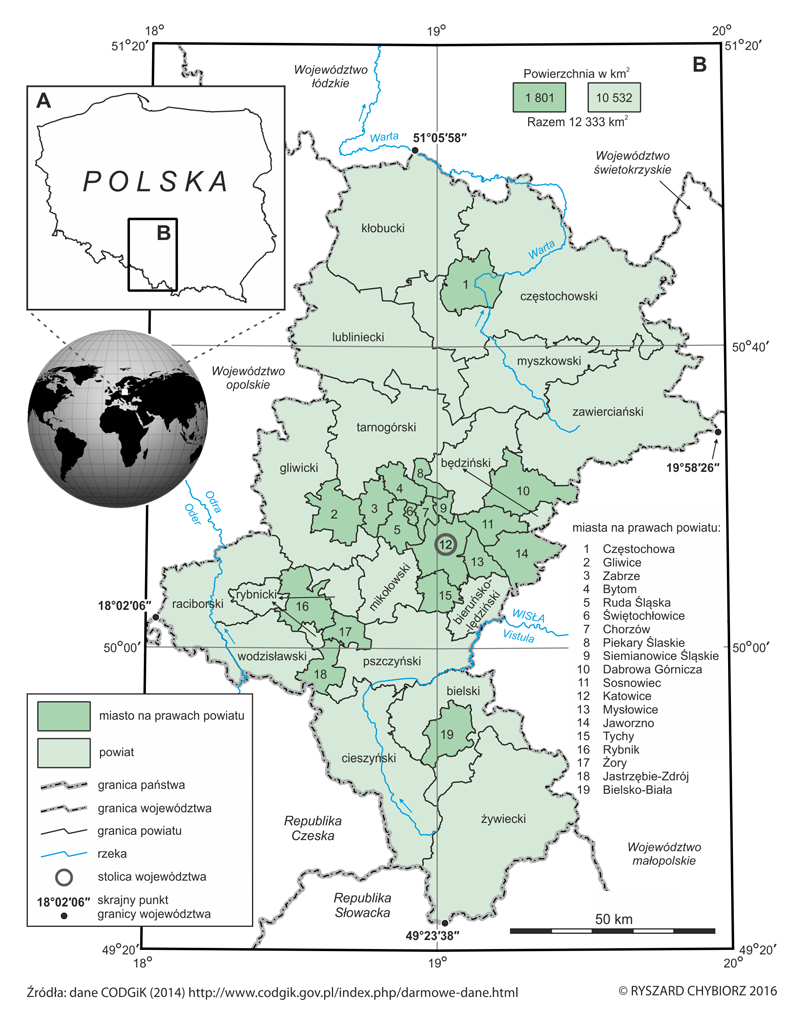 18°
19°
20°
51°20′
51°20′
A
POLSKA
B
B
Województwo
łódzkie
Powierzchnia w km²
1 801
10 532
Razem 12 333 km²
Warta
51°05′58″
Województwo
świetokrzyskie
kłobucki
Warta
1
częstochowski
lubliniecki
50°40′
myszkowski
Województwo
opolskie
zawierciański
tarnogórski
19°58′26″
gliwicki
będziński
8
4
10
2
3
6
7
9
5
11
12
14
13
Odra
Oder
mikołowski
15
bieruńsko-
lędziński
18°02′06″
raciborski
rybnicki
16
17
WISŁA
Vistula
50°00′
50°00′
wodzisławski
18
pszczyński
bielski
19
cieszyński
żywiecki
miasta na prawach powiatu:
1 Częstochowa
2 Gliwice
3 Zabrze
4 Bytom
5 Ruda Śląska
6 Świętochłowice
7 Chorzów
8 Piekary Ślaskie
9 Siemianowice Śląskie
10 Dabrowa Górnicza
11 Sosnowiec
12 Katowice
13 Mysłowice
14 Jaworzno
15 Tychy
16 Rybnik
17 Żory
18 Jastrzębie-Zdrój
19 Bielsko-Biała
miasto na prawach powiatu
powiat
granica państwa
granica województwa
granica powiatu
rzeka
stolica województwa
18°02′06″ skrajny punkt
granicy województwa
Republika
Czeska
Republika
Słowacka
Województwo
małopolskie
49°23′38″
50 km
49°20′
49°20′
18°
19°
20°
Źródła: dane CODGiK (2014) http://www.codgik.gov.pl/index.php/darmowe-dane.html
© RYSZARD CHYBIORZ 2016